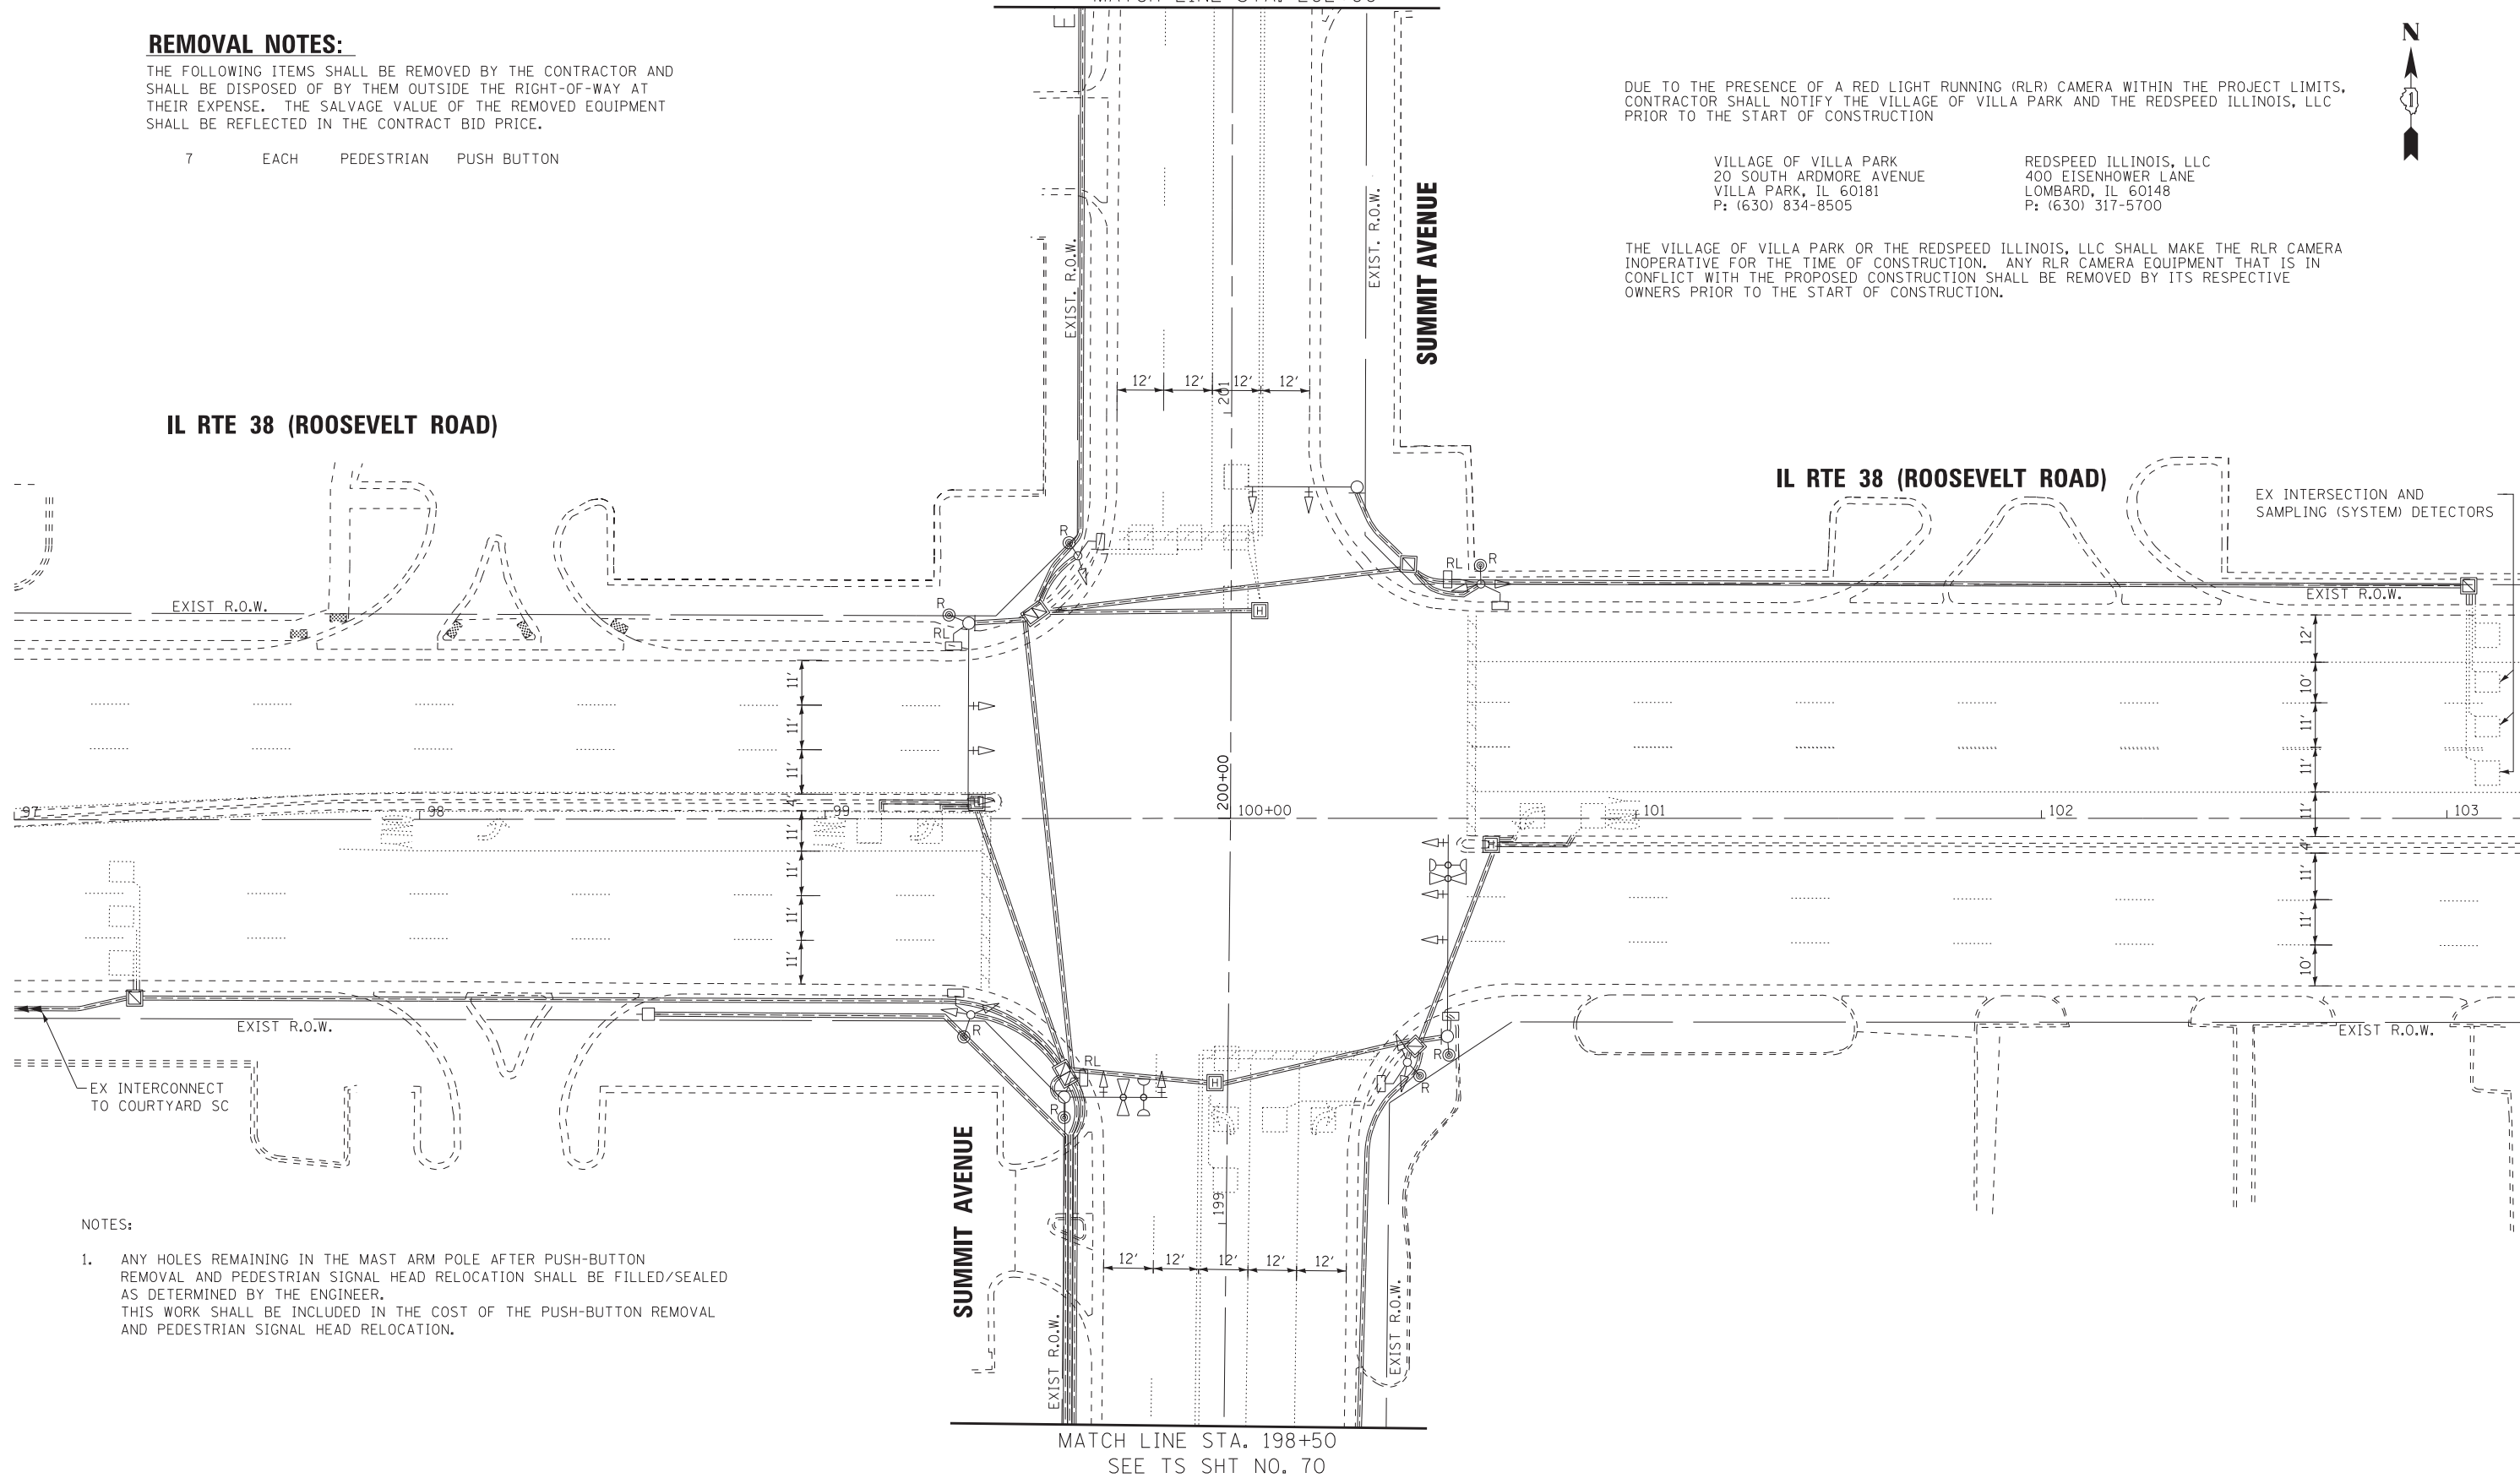 REMOVAL NOTES:
THE FOLLOWING ITEMS SHALL BE REMOVED BY THE CONTRACTOR AND
SHALL BE DISPOSED OF BY THEM OUTSIDE THE RIGHT-OF-WAY AT
THEIR EXPENSE. THE SALVAGE VALUE OF THE REMOVED EQUIPMENT
SHALL BE REFLECTED IN THE CONTRACT BID PRICE.
7 EACH PEDESTRIAN PUSH BUTTON
N
1
DUE TO THE PRESENCE OF A RED LIGHT RUNNING (RLR) CAMERA WITHIN THE PROJECT LIMITS,
CONTRACTOR SHALL NOTIFY THE VILLAGE OF VILLA PARK AND THE REDSPEED ILLINOIS, LLC
PRIOR TO THE START OF CONSTRUCTION
VILLAGE OF VILLA PARK
20 SOUTH ARDMORE AVENUE
VILLA PARK, IL 60181
P: (630) 834-8505
REDSPEED ILLINOIS, LLC
400 EISENHOWER LANE
LOMBARD, IL 60148
P: (630) 317-5700
THE VILLAGE OF VILLA PARK OR THE REDSPEED ILLINOIS, LLC SHALL MAKE THE RLR CAMERA
INOPERATIVE FOR THE TIME OF CONSTRUCTION. ANY RLR CAMERA EQUIPMENT THAT IS IN
CONFLICT WITH THE PROPOSED CONSTRUCTION SHALL BE REMOVED BY ITS RESPECTIVE
OWNERS PRIOR TO THE START OF CONSTRUCTION.
E
EXIST. R.O.W.
EXIST. R.O.W.
SUMMIT AVENUE
12'
12'
12'
12'
201
IL RTE 38 (ROOSEVELT ROAD)
IL RTE 38 (ROOSEVELT ROAD)
EX INTERSECTION AND
SAMPLING (SYSTEM) DETECTORS
R
RL
R
EXIST R.O.W.
R
RL
H
EXIST R.O.W.
11'
11'
11'
4'
11'
11'
11'
11'
12'
10'
11'
11'
11'
4'
11'
11'
10'
97
98
99
H
200+00
100+00
101
102
103
H
EXIST R.O.W.
R
R
R
EXIST R.O.W.
EX INTERCONNECT
TO COURTYARD SC
RL
R
H
199
SUMMIT AVENUE
12'
12'
12'
12'
12'
EXIST R.O.W.
EXIST R.O.W.
NOTES:
1. ANY HOLES REMAINING IN THE MAST ARM POLE AFTER PUSH-BUTTON
REMOVAL AND PEDESTRIAN SIGNAL HEAD RELOCATION SHALL BE FILLED/SEALED
AS DETERMINED BY THE ENGINEER.
THIS WORK SHALL BE INCLUDED IN THE COST OF THE PUSH-BUTTON REMOVAL
AND PEDESTRIAN SIGNAL HEAD RELOCATION.
MATCH LINE STA. 198+50
SEE TS SHT NO. 70